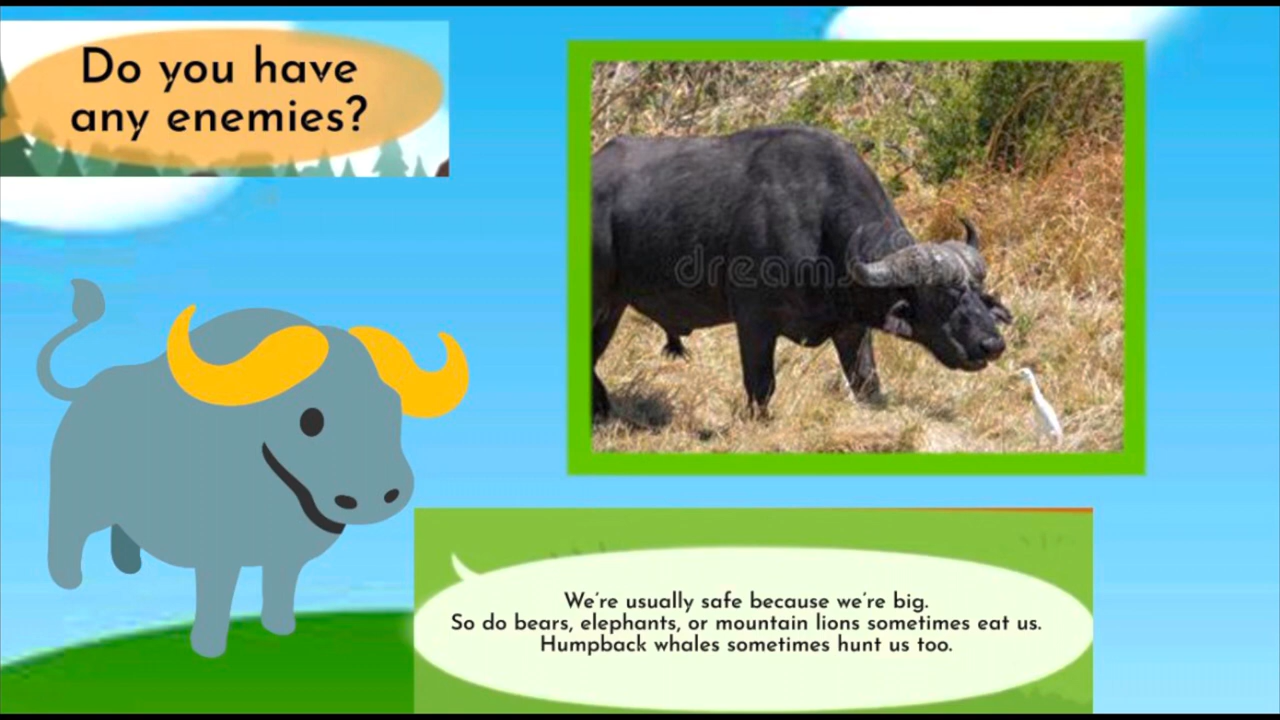 Do you have
any enemies?
dreams
We're usually safe because we're big.
So do bears, elephants, or mountain lions sometimes eat us.
Humpback whales sometimes hunt us too.